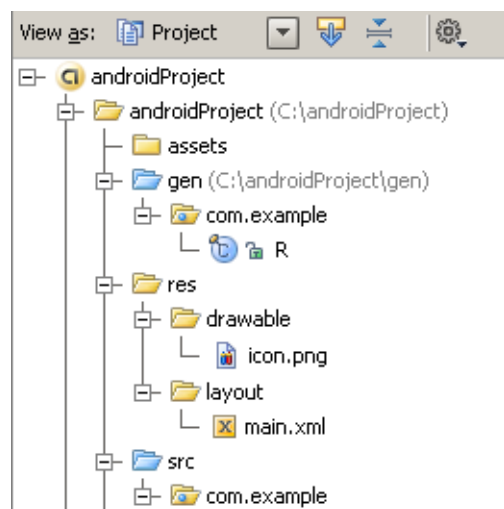 View as: Project
androidProject
androidProject (C:\androidProject)
assets
gen (C:\androidProject\gen)
com.example
R
res
drawable
icon.png
layout
main.xml
src
com.example